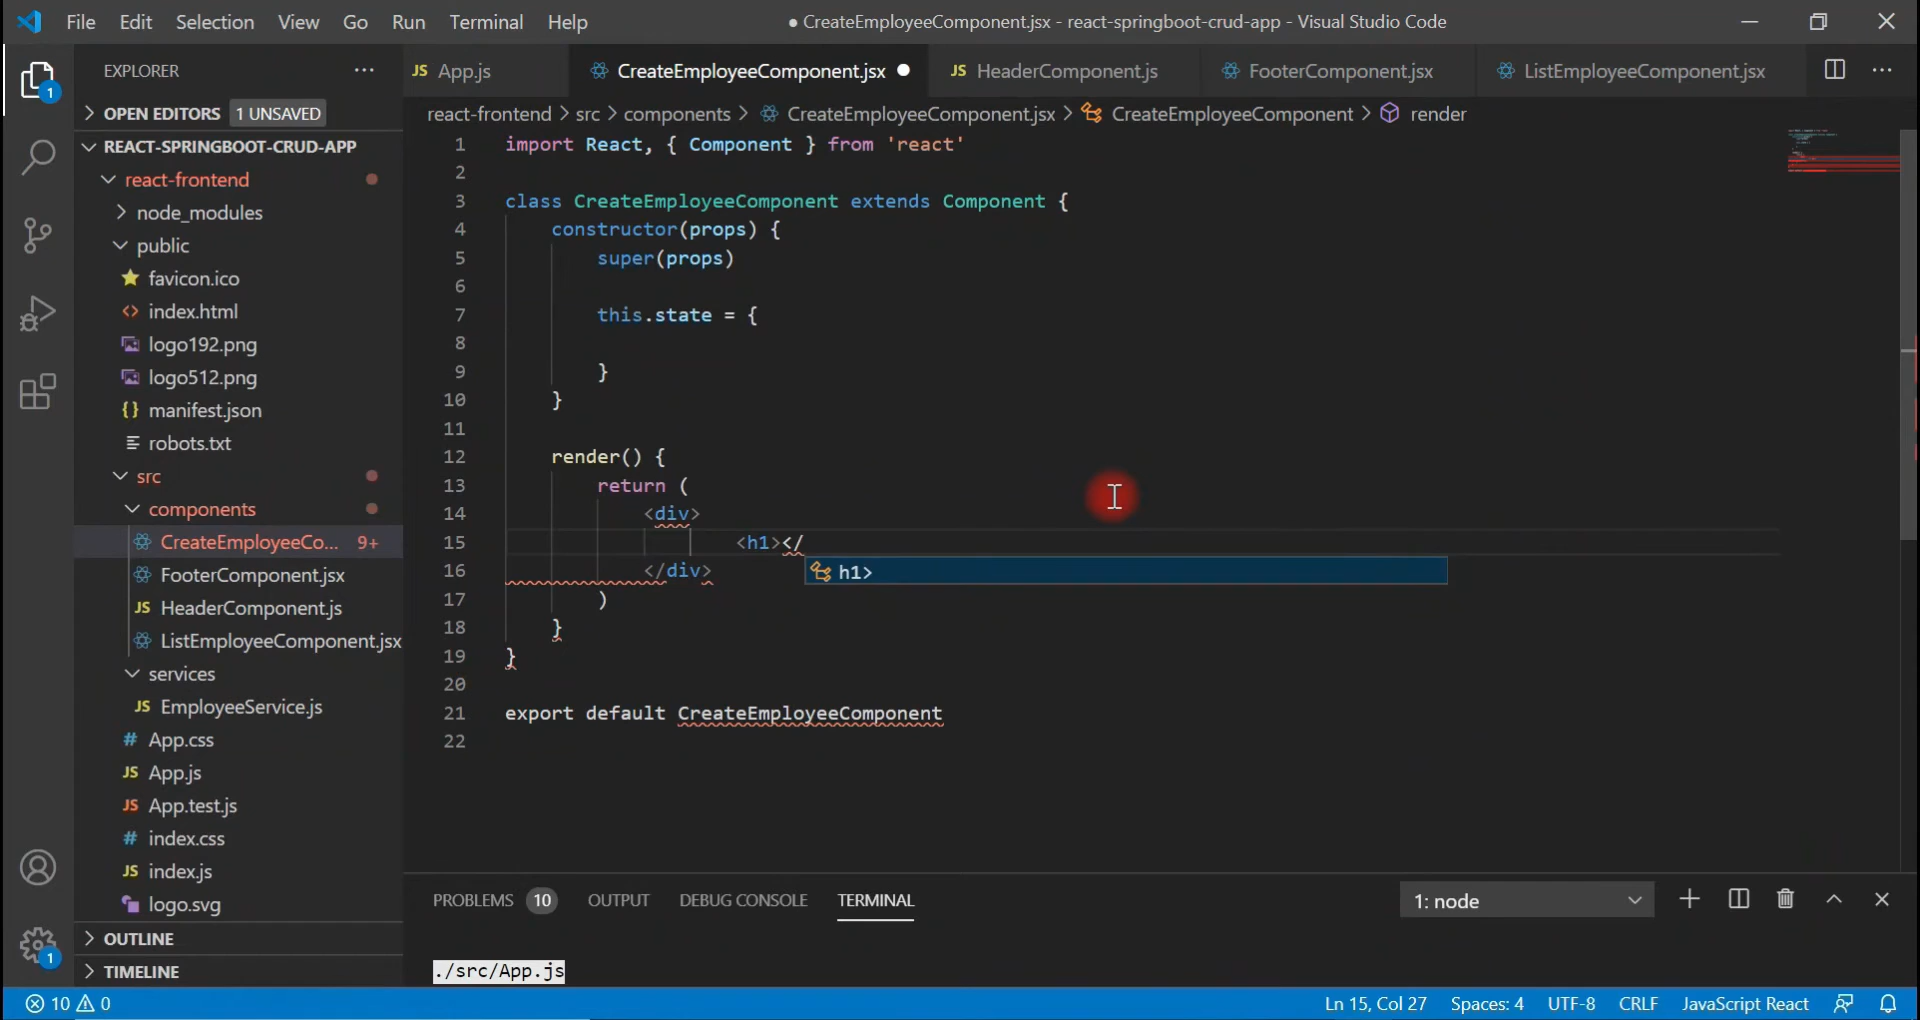 File Edit Selection View Go Run Terminal Help
● CreateEmployeeComponent.jsx - react-springboot-crud-app - Visual Studio Code
EXPLORER
OPEN EDITORS 1 UNSAVED
REACT-SPRINGBOOT-CRUD-APP
react-frontend
node_modules
public
favicon.ico
index.html
logo192.png
logo512.png
manifest.json
robots.txt
src
components
CreateEmployeeCo... 9+
FooterComponent.jsx
HeaderComponent.js
ListEmployeeComponent.jsx
services
EmployeeService.js
App.css
App.js
App.test.js
index.css
index.js
logo.svg
OUTLINE
TIMELINE
1
1
JS App.js CreateEmployeeComponent.jsx ● JS HeaderComponent.js FooterComponent.jsx ListEmployeeComponent.jsx
react-frontend > src > components > CreateEmployeeComponent.jsx > CreateEmployeeComponent > render
1 import React, { Component } from 'react'
2
3 class CreateEmployeeComponent extends Component {
4 constructor(props) {
5 super(props)
6
7 this.state = {
8
9 }
10 }
11
12 render() {
13 return (
14 <div>
15 <h1></
16 </div>
h1>
17 )
18 }
19 }
20
21 export default CreateEmployeeComponent
22
PROBLEMS 10 OUTPUT DEBUG CONSOLE TERMINAL 1: node
./src/App.js
10 0 Ln 15, Col 27 Spaces: 4 UTF-8 CRLF JavaScript React